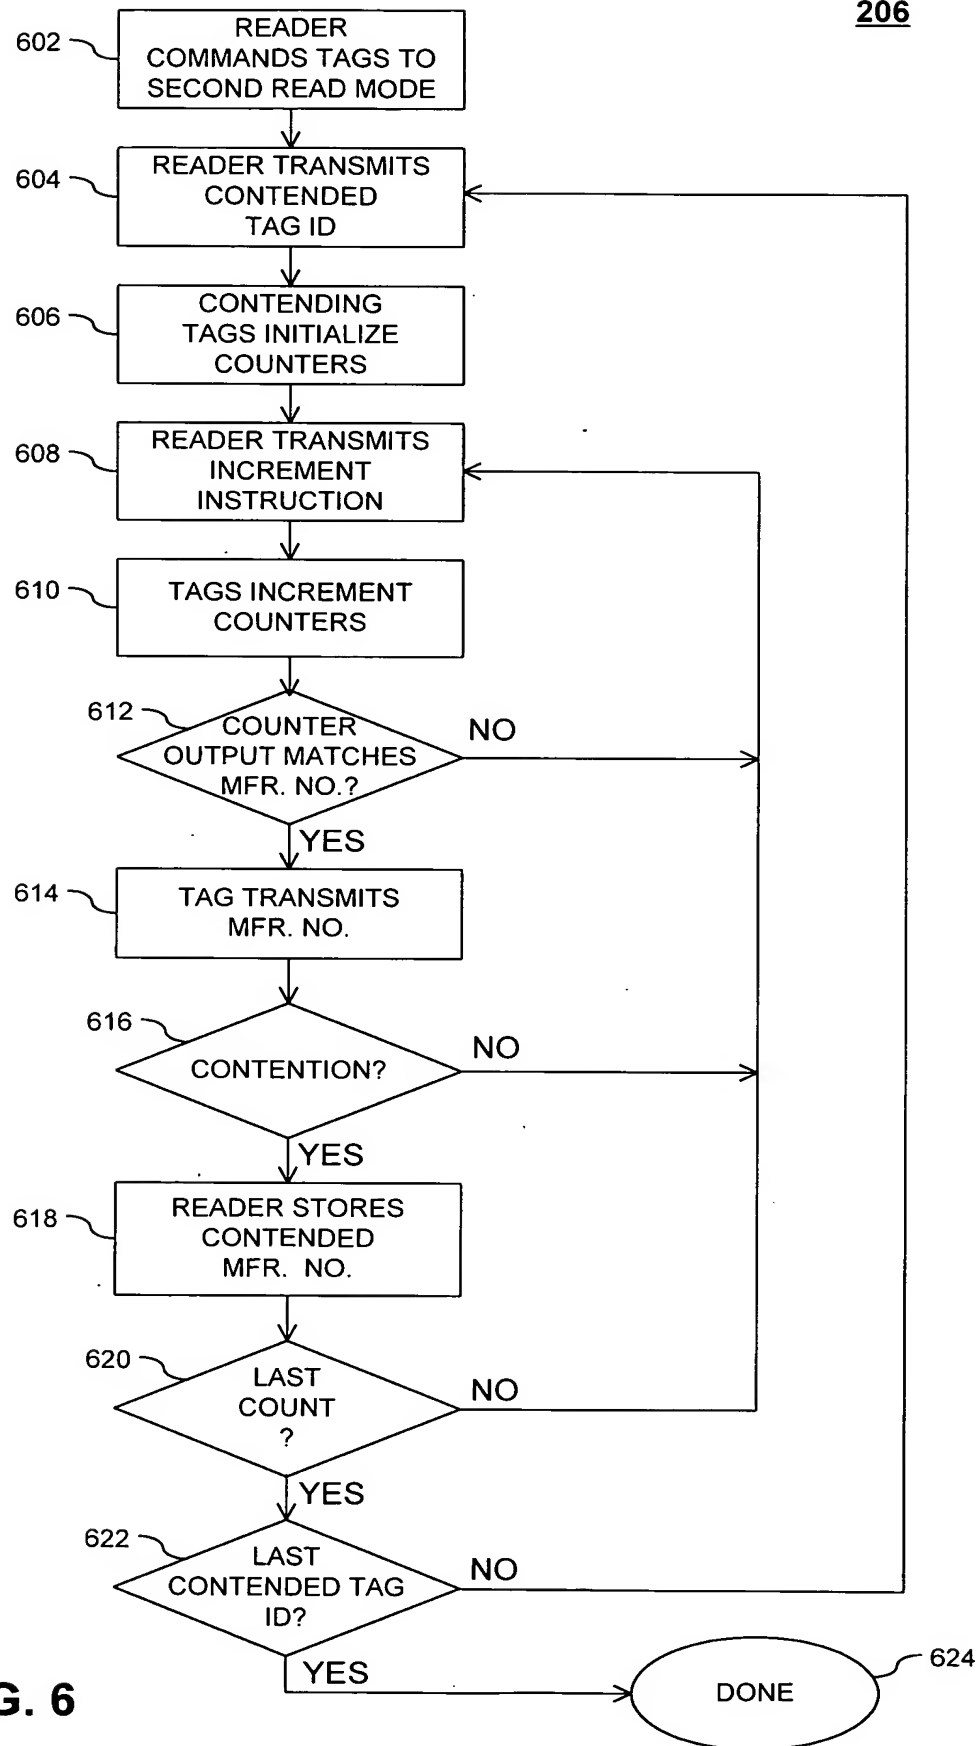 206
602
READER
COMMANDS TAGS TO
SECOND READ MODE
604
READER TRANSMITS
CONTENDED
TAG ID
606
CONTENDING
TAGS INITIALIZE
COUNTERS
608
READER TRANSMITS
INCREMENT
INSTRUCTION
610
TAGS INCREMENT
COUNTERS
612
COUNTER
OUTPUT MATCHES
MFR. NO.?
NO
YES
614
TAG TRANSMITS
MFR. NO.
616
CONTENTION?
NO
YES
618
READER STORES
CONTENDED
MFR. NO.
620
LAST
COUNT
?
NO
YES
622
LAST
CONTENDED TAG
ID?
NO
YES
624
DONE
G. 6